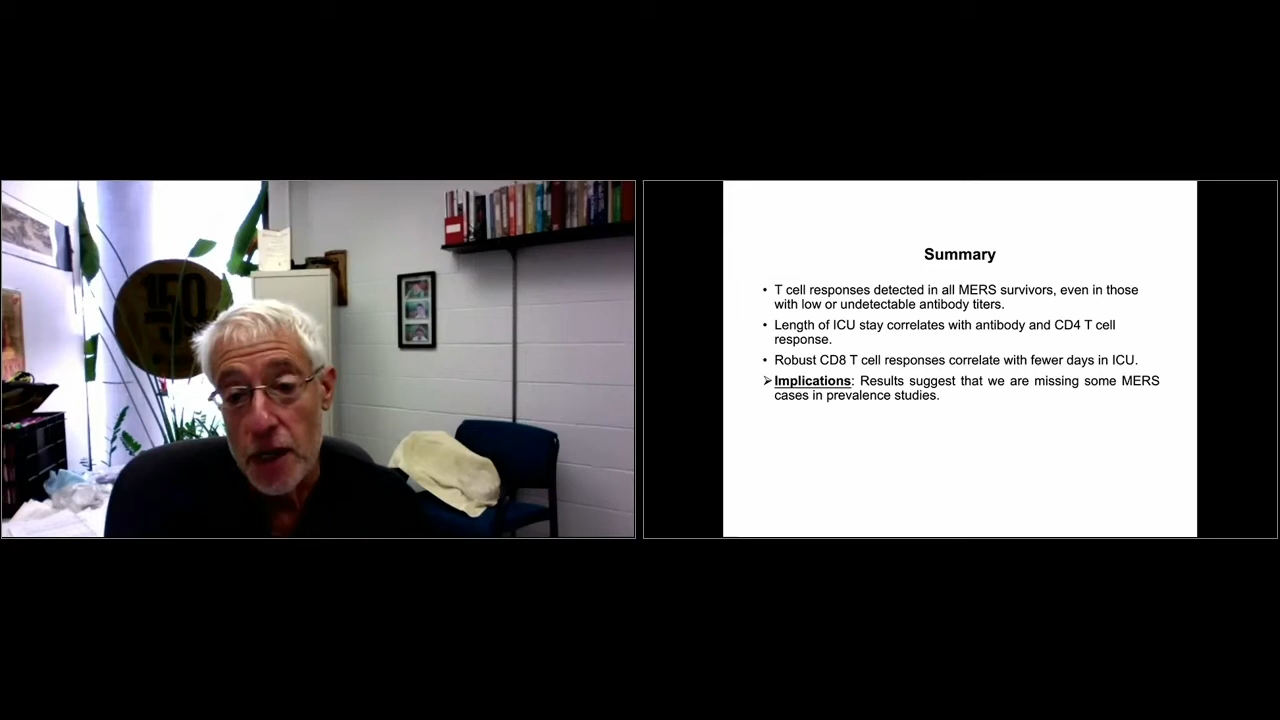 150
Summary
• T cell responses detected in all MERS survivors, even in those
with low or undetectable antibody titers.
• Length of ICU stay correlates with antibody and CD4 T cell
response.
• Robust CD8 T cell responses correlate with fewer days in ICU.
➢Implications: Results suggest that we are missing some MERS
cases in prevalence studies.